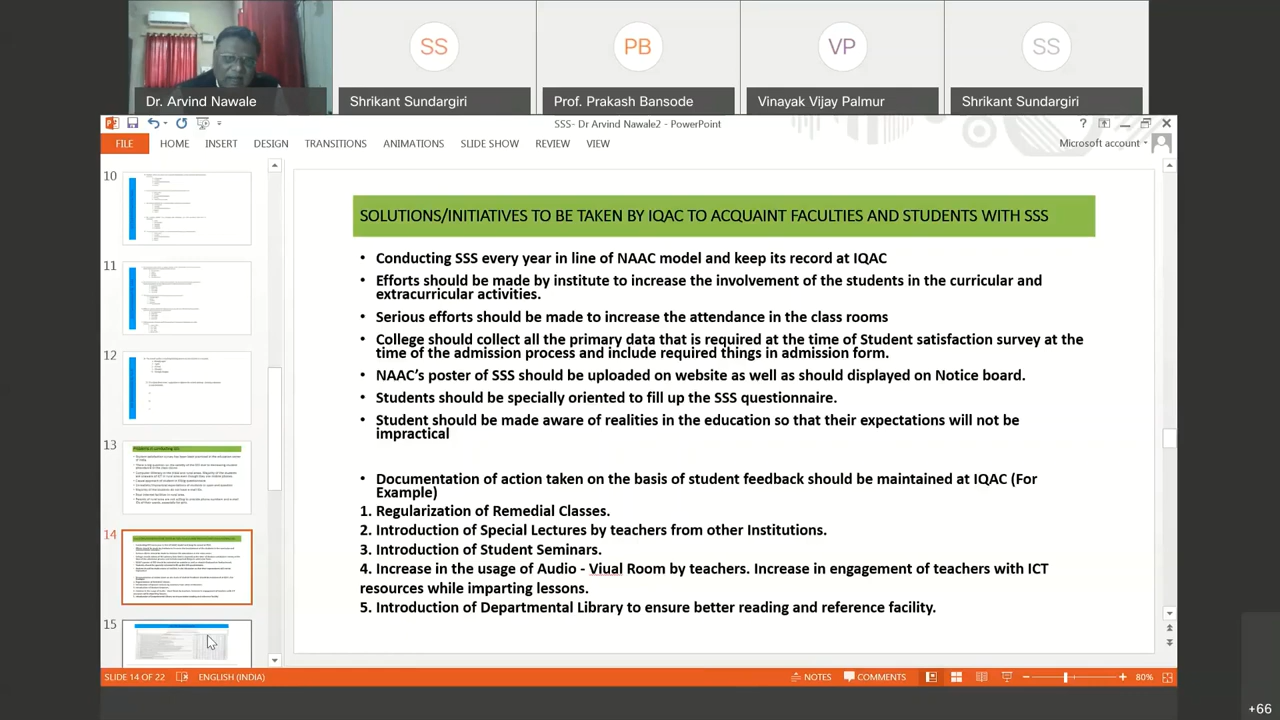 SS
PB
VP
SS
Dr. Arvind Nawale
Shrikant Sundargiri
Prof. Prakash Bansode
Vinayak Vijay Palmur
Shrikant Sundargiri
SSS- Dr Arvind Nawale2 - PowerPoint
FILE HOME INSERT DESIGN TRANSITIONS ANIMATIONS SLIDE SHOW REVIEW VIEW
Microsoft account
10
11
12
13
14
15
SOLUTIONS/INITIATIVES TO BE TAKEN BY IQAC TO ACQUAINT FACULTIES AND STUDENTS WITH SSS
• Conducting SSS every year in line of NAAC model and keep its record at IQAC
• Effort should be made by institute to increase the involvement of the students in the curricular and
extracurricular activities.
• Serious efforts should be made to increase the attendance in the classrooms
• College should collect all the primary data that is required at the time of Student satisfaction survey at the
time of the admission process. Include the said things in admission form.
• NAAC's poster of SSS should be uploaded on website as well as should displayed on Notice board.
• Students should be specially oriented to fill up the SSS questionnaire.
• Student should be made aware of realities in the education so that their expectations will not be
impractical
• Documentation of action taken on the basis of student feedback should be maintained at IQAC (For
Example)
1. Regularization of Remedial Classes.
2. Introduction of Special Lectures by teachers from other Institutions.
3. Introduction of Student Seminars.
4. Increase in the usage of Audio – Visual Room by teachers. Increase in engagement of teachers with ICT
resources while imparting lessons.
5. Introduction of Departmental Library to ensure better reading and reference facility.
SLIDE 14 OF 22
ENGLISH (INDIA)
NOTES
COMMENTS
80%
+66